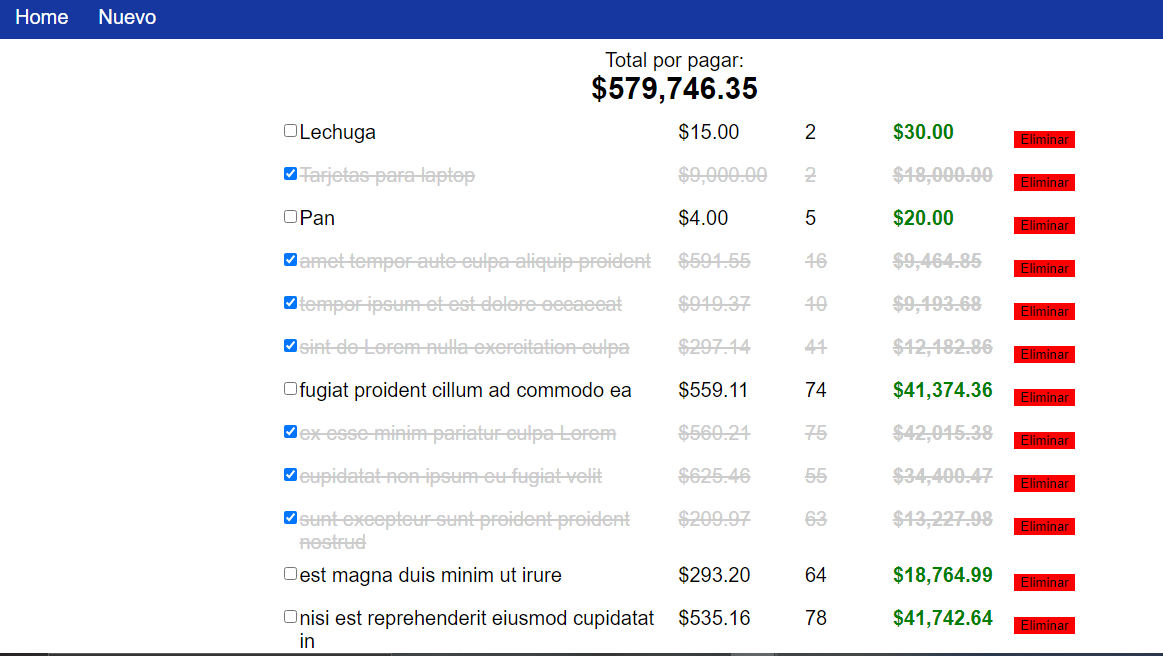 Home Nuevo
Total por pagar:
$579,746.35
Lechuga $15.00 2 $30.00 Eliminar
Tarjetas para laptop $9,000.00 2 $18,000.00 Eliminar
Pan $4.00 5 $20.00 Eliminar
amet tempor aute culpa aliquip proident $591.55 16 $9,464.85 Eliminar
tempor ipsum et est dolore occaecat $919.37 10 $9,193.68 Eliminar
sint do Lorem nulla exercitation culpa $297.14 41 $12,182.86 Eliminar
fugiat proident cillum ad commodo ea $559.11 74 $41,374.36 Eliminar
ex esse minim pariatur culpa Lorem $560.21 75 $42,015.38 Eliminar
cupidatat non ipsum eu fugiat velit $625.46 55 $34,400.47 Eliminar
sunt excepteur sunt proident proident $209.97 63 $13,227.98 Eliminar
nostrud
est magna duis minim ut irure $293.20 64 $18,764.99 Eliminar
nisi est reprehenderit eiusmod cupidatat $535.16 78 $41,742.64 Eliminar
in